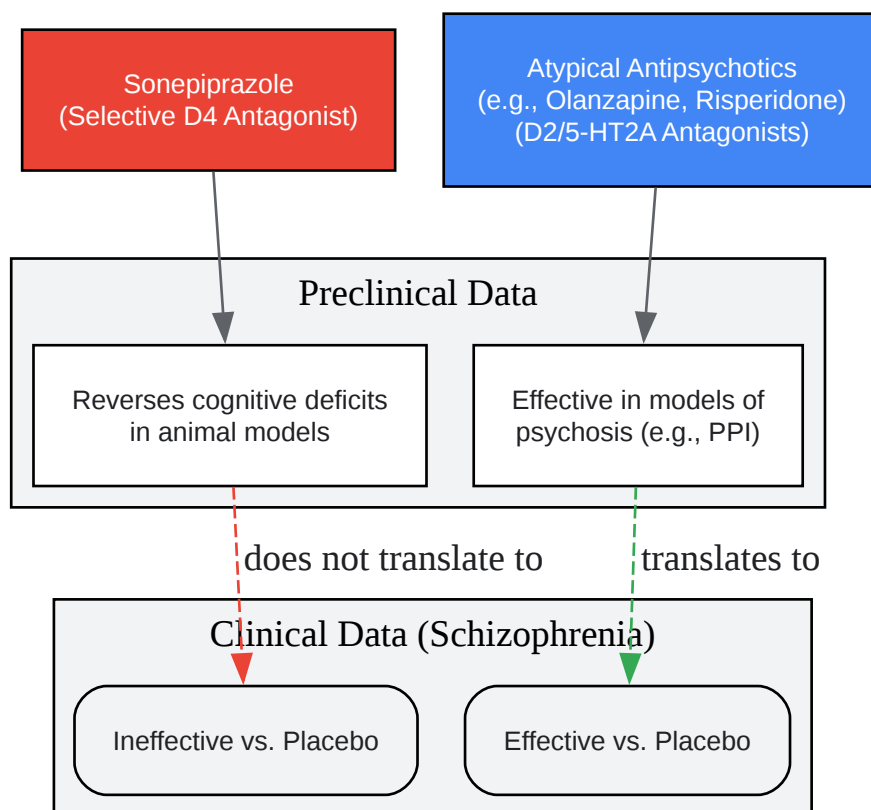 Sonepiprazole
(Selective D4 Antagonist)
Atypical Antipsychotics
(e.g., Olanzapine, Risperidone)
(D2/5-HT2A Antagonists)
Preclinical Data
Reverses cognitive deficits
in animal models
Effective in models of
psychosis (e.g., PPI)
does not translate to
translates to
Clinical Data (Schizophrenia)
Ineffective vs. Placebo
Effective vs. Placebo